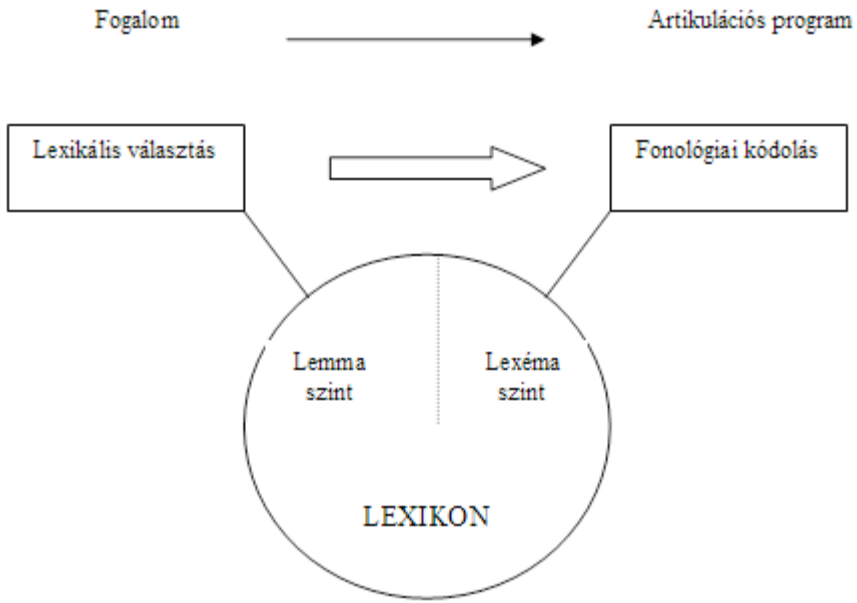 Fogalom
Artikulációs program
Lexikális választás
Fonológiai kódolás
Lemma
szint
Lexéma
szint
LEXIKON